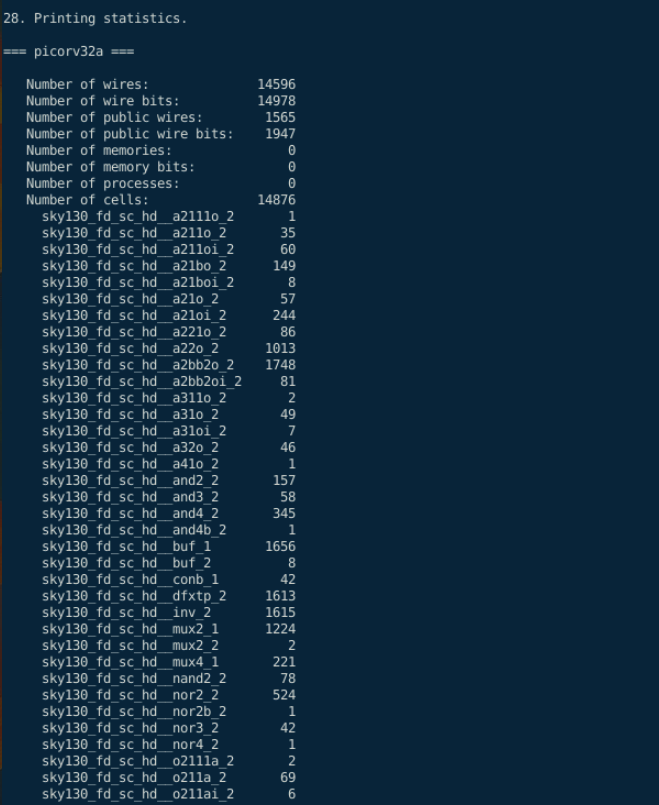 28. Printing statistics.
=== picorv32a ===
Number of wires: 14596
Number of wire bits: 14978
Number of public wires: 1565
Number of public wire bits: 1947
Number of memories: 0
Number of memory bits: 0
Number of processes: 0
Number of cells: 14876
sky130_fd_sc_hd__a2111o_2 1
sky130_fd_sc_hd__a211o_2 35
sky130_fd_sc_hd__a211oi_2 60
sky130_fd_sc_hd__a21bo_2 149
sky130_fd_sc_hd__a21boi_2 8
sky130_fd_sc_hd__a21o_2 57
sky130_fd_sc_hd__a21oi_2 244
sky130_fd_sc_hd__a221o_2 86
sky130_fd_sc_hd__a22o_2 1013
sky130_fd_sc_hd__a2bb2o_2 1748
sky130_fd_sc_hd__a2bb2oi_2 81
sky130_fd_sc_hd__a311o_2 2
sky130_fd_sc_hd__a31o_2 49
sky130_fd_sc_hd__a31oi_2 7
sky130_fd_sc_hd__a32o_2 46
sky130_fd_sc_hd__a41o_2 1
sky130_fd_sc_hd__and2_2 157
sky130_fd_sc_hd__and3_2 58
sky130_fd_sc_hd__and4_2 345
sky130_fd_sc_hd__and4b_2 1
sky130_fd_sc_hd__buf_1 1656
sky130_fd_sc_hd__buf_2 8
sky130_fd_sc_hd__conb_1 42
sky130_fd_sc_hd__dfxtp_2 1613
sky130_fd_sc_hd__inv_2 1615
sky130_fd_sc_hd__mux2_1 1224
sky130_fd_sc_hd__mux2_2 2
sky130_fd_sc_hd__mux4_1 221
sky130_fd_sc_hd__nand2_2 78
sky130_fd_sc_hd__nor2_2 524
sky130_fd_sc_hd__nor2b_2 1
sky130_fd_sc_hd__nor3_2 42
sky130_fd_sc_hd__nor4_2 1
sky130_fd_sc_hd__o2111a_2 2
sky130_fd_sc_hd__o211a_2 69
sky130_fd_sc_hd__o211ai_2 6